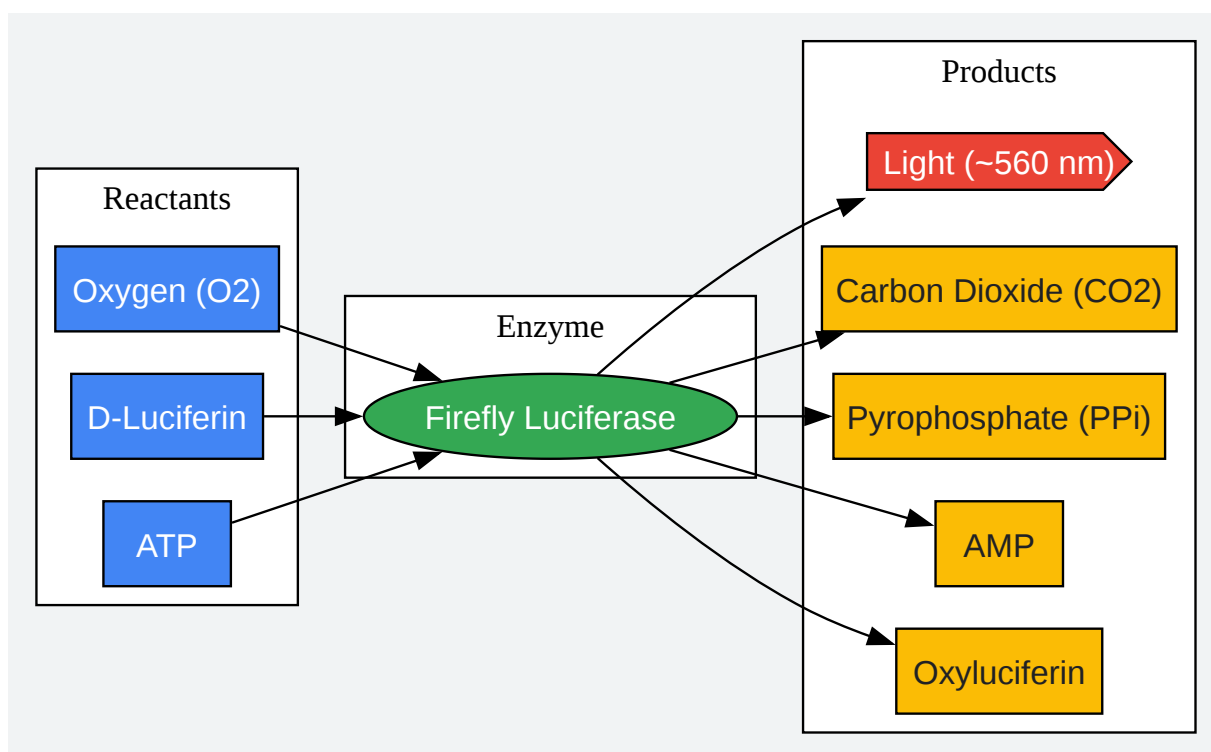 Reactants
Oxygen (O2)
D-Luciferin
ATP
Enzyme
Firefly Luciferase
Products
Light (~560 nm)
Carbon Dioxide (CO2)
Pyrophosphate (PPi)
AMP
Oxyluciferin